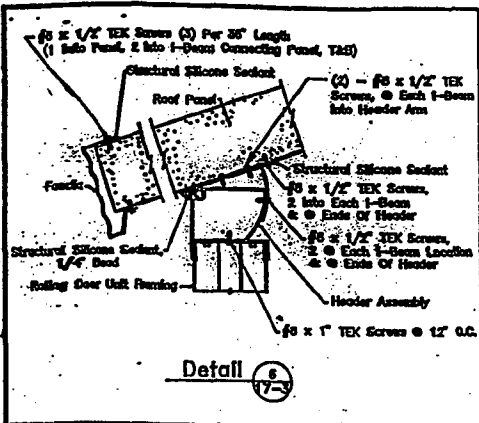 #8 x 1/2" TEK Screws (3) Per 36" Length
(1 Into Panel, 2 Into I-Beam Connecting Panel, T&B)
Structural Silicone Sealant
Roof Panel
(2) - #8 x 1/2" TEK
Screws, @ Each I-Beam
Into Header Arm
Structural Silicone Sealant
#8 x 1/2" TEK Screws,
2 Into Each I-Beam
& @ Ends Of Header
Fascia
#8 x 1/2" TEK Screws,
2 @ Each I-Beam Location
& @ Ends Of Header
Structural Silicone Sealant,
1/4" Bead
Rolling Door Unit Framing
Header Assembly
#8 x 1" TEK Screws @ 12" O.C.
Detail 6
17-3